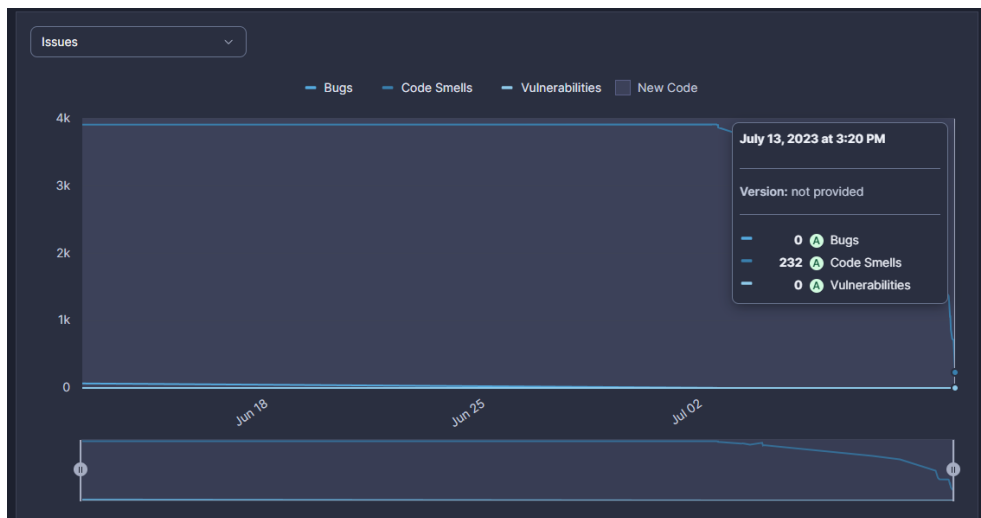 Issues
Bugs Code Smells Vulnerabilities New Code
4k
3k
2k
1k
0
July 13, 2023 at 3:20 PM
Version: not provided
0 A Bugs
232 A Code Smells
0 A Vulnerabilities
Jun 18
Jun 25
Jul 02